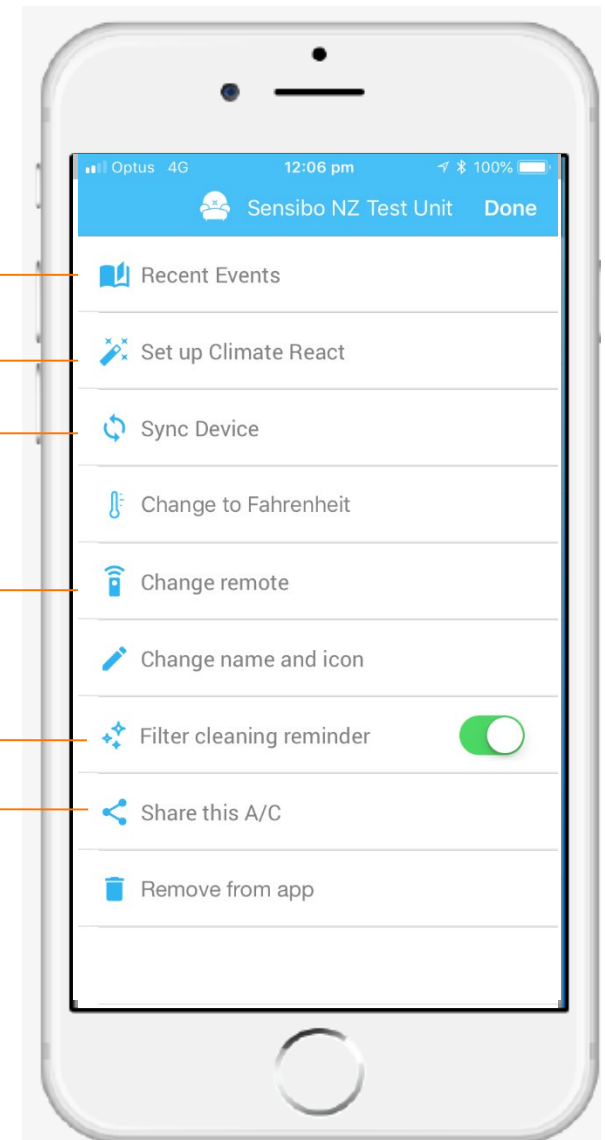 Optus 4G 12:06 pm 100%
Sensibo NZ Test Unit Done
Recent Events
Set up Climate React
Sync Device
Change to Fahrenheit
Change remote
Change name and icon
Filter cleaning reminder
Share this A/C
Remove from app